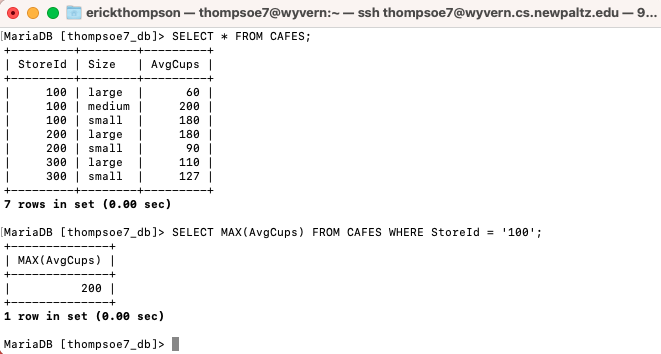 erickthompson — thompsoe7@wyvern:~ — ssh thompsoe7@wyvern.cs.newpaltz.edu — 9...
[MariaDB [thompsoe7_db]> SELECT * FROM CAFES;
+---------+--------+---------+
| StoreId | Size   | AvgCups |
+---------+--------+---------+
|     100 | large  |      60 |
|     100 | medium |     200 |
|     100 | small  |     180 |
|     200 | large  |     180 |
|     200 | small  |      90 |
|     300 | large  |     110 |
|     300 | small  |     127 |
+---------+--------+---------+
7 rows in set (0.00 sec)
[MariaDB [thompsoe7_db]> SELECT MAX(AvgCups) FROM CAFES WHERE StoreId = '100';
+--------------+
| MAX(AvgCups) |
+--------------+
|          200 |
+--------------+
1 row in set (0.00 sec)
MariaDB [thompsoe7_db]>